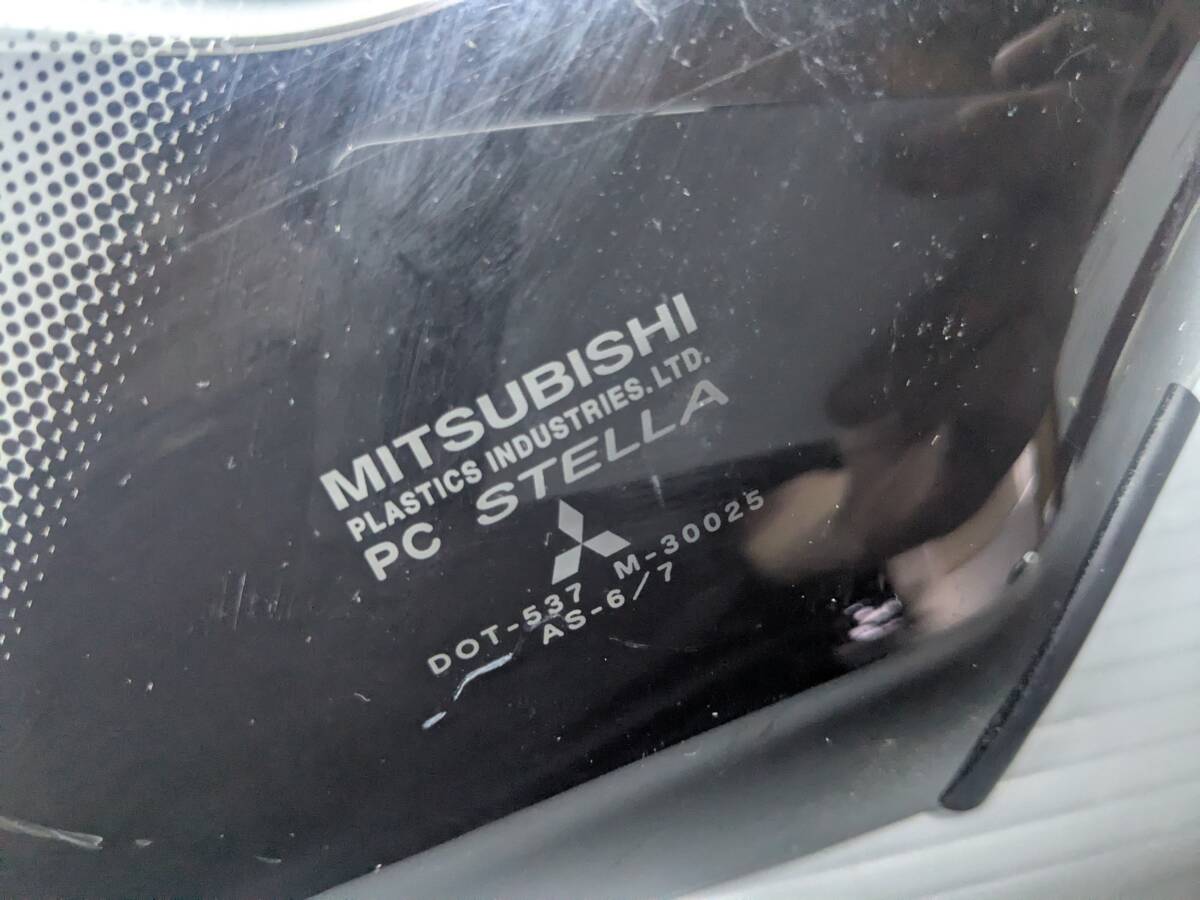 MITSUBISHI
PLASTICS INDUSTRIES.LTD.
PC STELLA
DOT-537 M-30025
AS-6/7